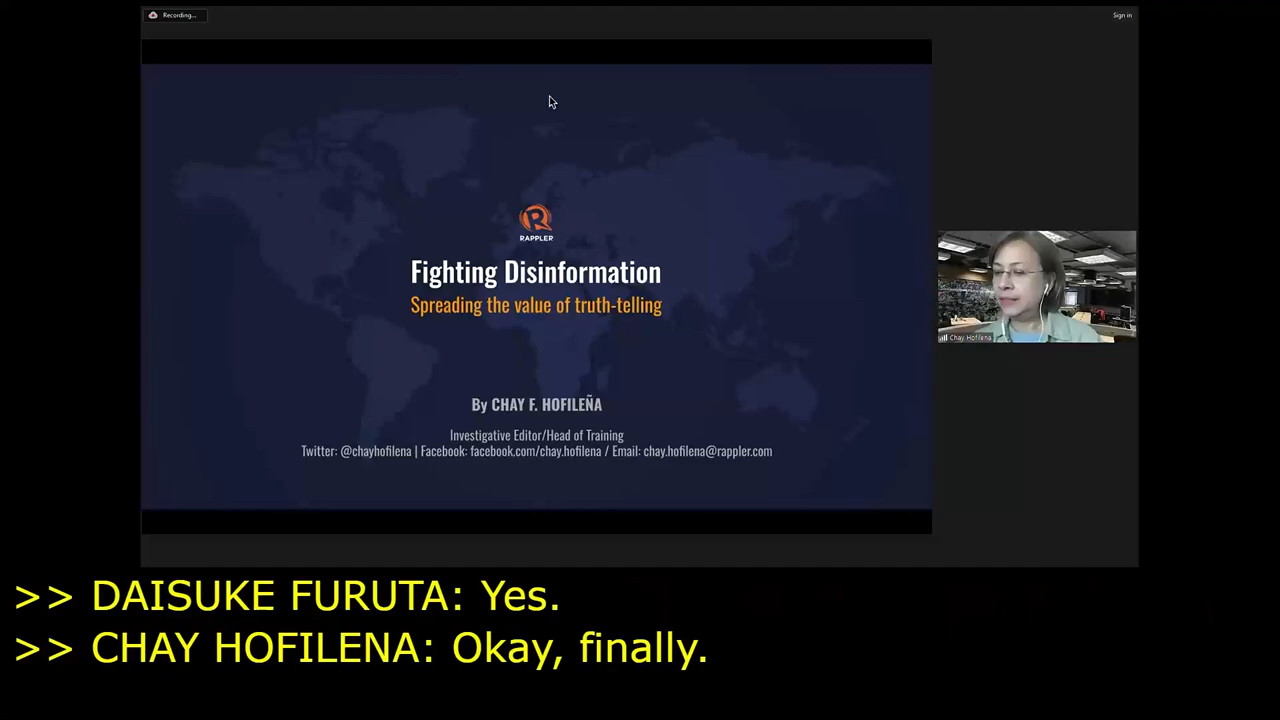 Recording...
Sign in
RAPPLER
Fighting Disinformation
Spreading the value of truth-telling
By CHAY F. HOFILEÑA
Investigative Editor/Head of Training
Twitter: @chayhofilena | Facebook: facebook.com/chay.hofilena / Email: chay.hofilena@rappler.com
Chay Hofilena
>> DAISUKE FURUTA: Yes.
>> CHAY HOFILENA: Okay, finally.